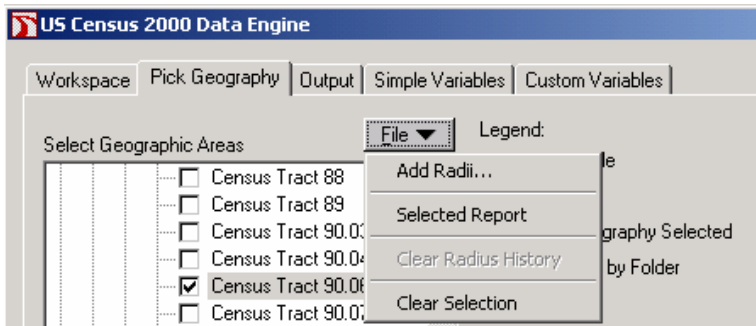 US Census 2000 Data Engine
Workspace Pick Geography Output Simple Variables Custom Variables
Select Geographic Areas
File
Legend:
Census Tract 88
Census Tract 89
Census Tract 90.03
Census Tract 90.04
Census Tract 90.06
Census Tract 90.07
Add Radii...
Selected Report
Clear Radius History
Clear Selection
le
graphy Selected
by Folder